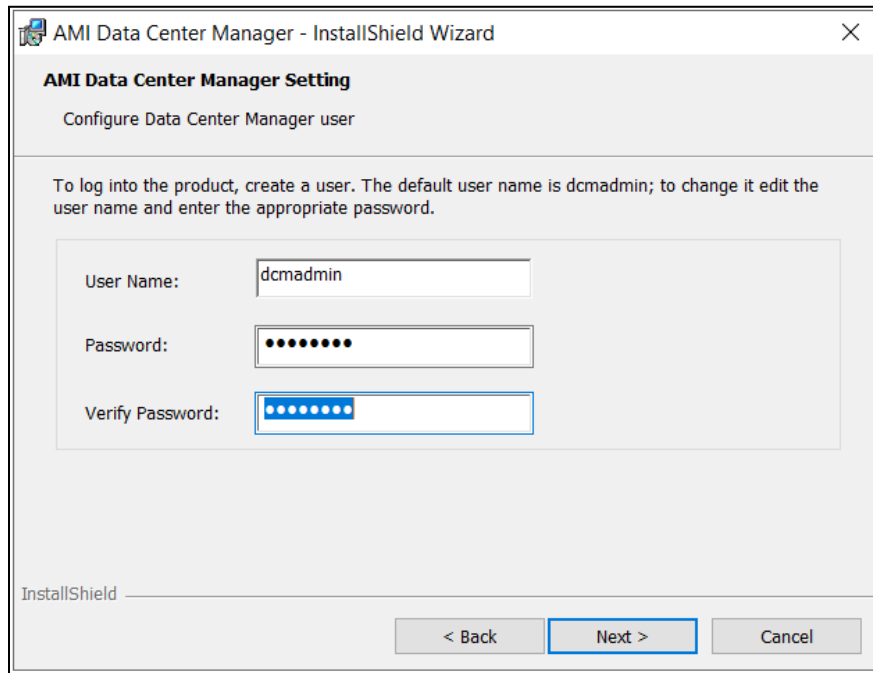 AMI Data Center Manager - InstallShield Wizard
AMI Data Center Manager Setting
Configure Data Center Manager user
To log into the product, create a user. The default user name is dcmadmin; to change it edit the
user name and enter the appropriate password.
User Name:
dcmadmin
Password:
••••••••
Verify Password:
••••••••
InstallShield
< Back
Next >
Cancel